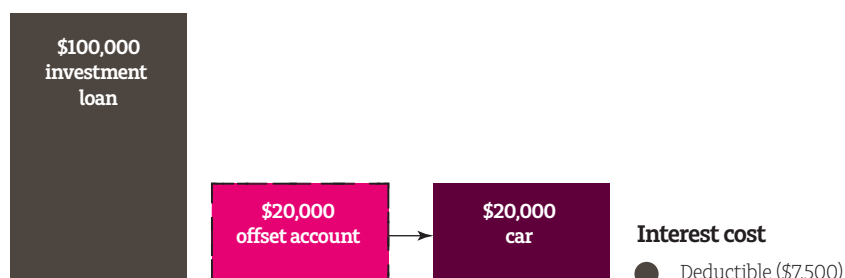 $100,000
investment
loan
$20,000
offset account
$20,000
car
Interest cost
Deductible ($7,500)